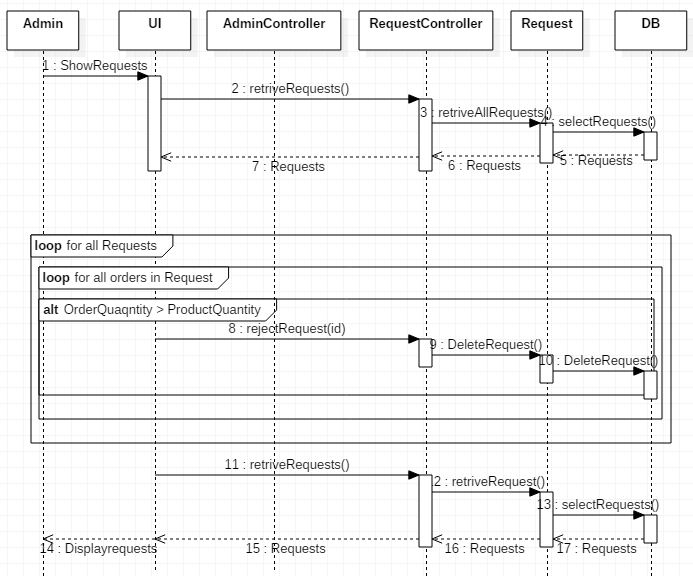 Admin
UI
AdminController
RequestController
Request
DB
1 : ShowRequests
2 : retriveRequests()
3 : retriveAllRequests()
4 : selectRequests()
5 : Requests
6 : Requests
7 : Requests
loop for all Requests
loop for all orders in Request
alt OrderQuaqntity > ProductQuantity
8 : rejectRequest(id)
9 : DeleteRequest()
10 : DeleteRequest()
11 : retriveRequests()
2 : retriveRequest()
13 : selectRequests()
14 : Displayrequests
15 : Requests
16 : Requests
17 : Requests